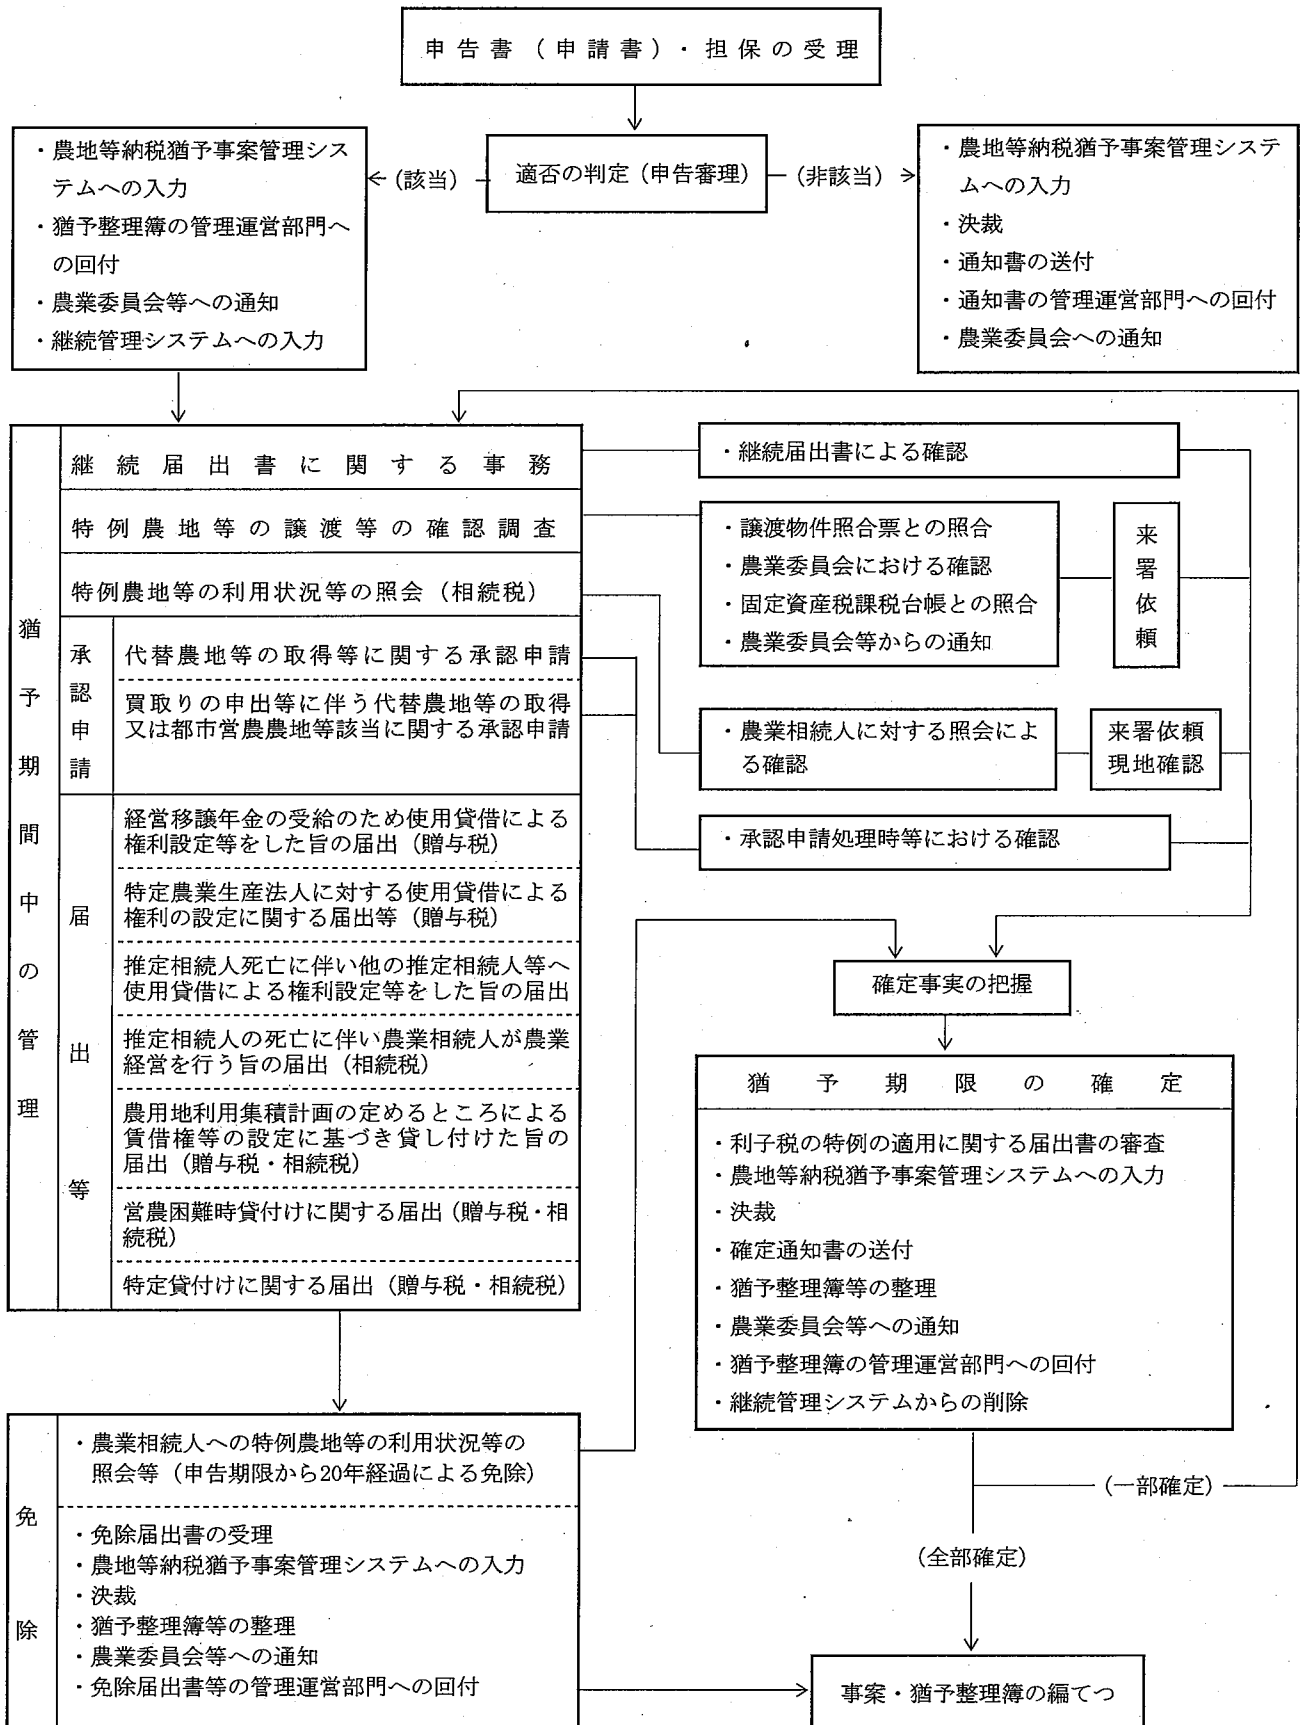 申告書（申請書）・担保の受理
・農地等納税猶予事案管理シス
テムへの入力
・猶予整理簿の管理運営部門へ
の回付
・農業委員会等への通知
・継続管理システムへの入力
（該当）
適否の判定（申告審理）
（非該当）
・農地等納税猶予事案管理システ
ムへの入力
・決裁
・通知書の送付
・通知書の管理運営部門への回付
・農業委員会への通知
猶予期間中の管理
継続届出書に関する事務
特例農地等の譲渡等の確認調査
特例農地等の利用状況等の照会（相続税）
承認申請
代替農地等の取得等に関する承認申請
買取りの申出等に伴う代替農地等の取得
又は都市営農農地等該当に関する承認申請
届出等
経営移譲年金の受給のため使用貸借による
権利設定等をした旨の届出（贈与税）
特定農業生産法人に対する使用貸借による
権利の設定に関する届出等（贈与税）
推定相続人死亡に伴い他の推定相続人等へ
使用貸借による権利設定等をした旨の届出
推定相続人の死亡に伴い農業相続人が農業
経営を行う旨の届出（相続税）
農用地利用集積計画の定めるところによる
賃借権等の設定に基づき貸し付けた旨の
届出（贈与税・相続税）
営農困難時貸付けに関する届出（贈与税・相
続税）
特定貸付けに関する届出（贈与税・相続税）
・継続届出書による確認
・譲渡物件照合票との照合
・農業委員会における確認
・固定資産税課税台帳との照合
・農業委員会等からの通知
来署依頼
・農業相続人に対する照会によ
る確認
来署依頼
現地確認
・承認申請処理時等における確認
確定事実の把握
猶予期限の確定
・利子税の特例の適用に関する届出書の審査
・農地等納税猶予事案管理システムへの入力
・決裁
・確定通知書の送付
・猶予整理簿等の整理
・農業委員会等への通知
・猶予整理簿の管理運営部門への回付
・継続管理システムからの削除
（一部確定）
（全部確定）
免除
・農業相続人への特例農地等の利用状況等の
照会等（申告期限から20年経過による免除）
・免除届出書の受理
・農地等納税猶予事案管理システムへの入力
・決裁
・猶予整理簿等の整理
・農業委員会等への通知
・免除届出書等の管理運営部門への回付
事案・猶予整理簿の編てつ